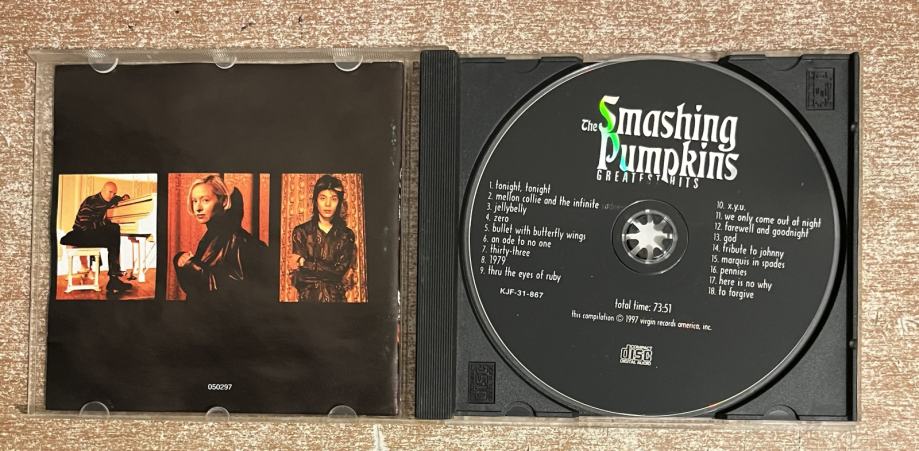 050297
The Smashing
Pumpkins
GREATEST HITS
1. tonight, tonight
2. mellon collie and the infinite
3. jellybelly
4. zero
5. bullet with butterfly wings
6. an ode to no one
7. thirty-three
8. 1979
9. thru the eyes of ruby
KJF-31-867
10. x.y.u.
11. we only come out at night
12. farewell and goodnight
13. god
14. tribute to johnny
15. marquis in spades
16. pennies
17. here is no why
18. to forgive
total time: 73:51
this compilation © 1997 virgin records america, inc.
COMPACT
disc
DIGITAL AUDIO